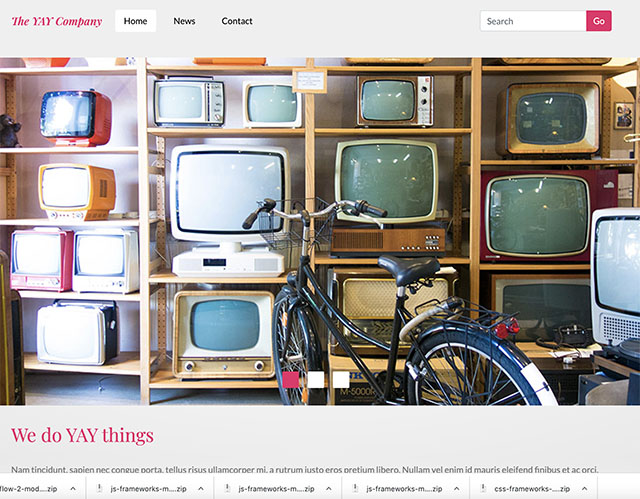 The YAY Company Home News Contact Search Go
M-5000R
We do YAY things
Nam tincidunt, sapien nec congue porta, tellus risus ullamcorper mi, a rutrum justo eros pretium libero. Nullam vel enim id mauris eleifend finibus et ac orci.
flow-2-mod....zip js-frameworks-m....zip js-frameworks-m....zip js-frameworks-m....zip css-frameworks-....zip